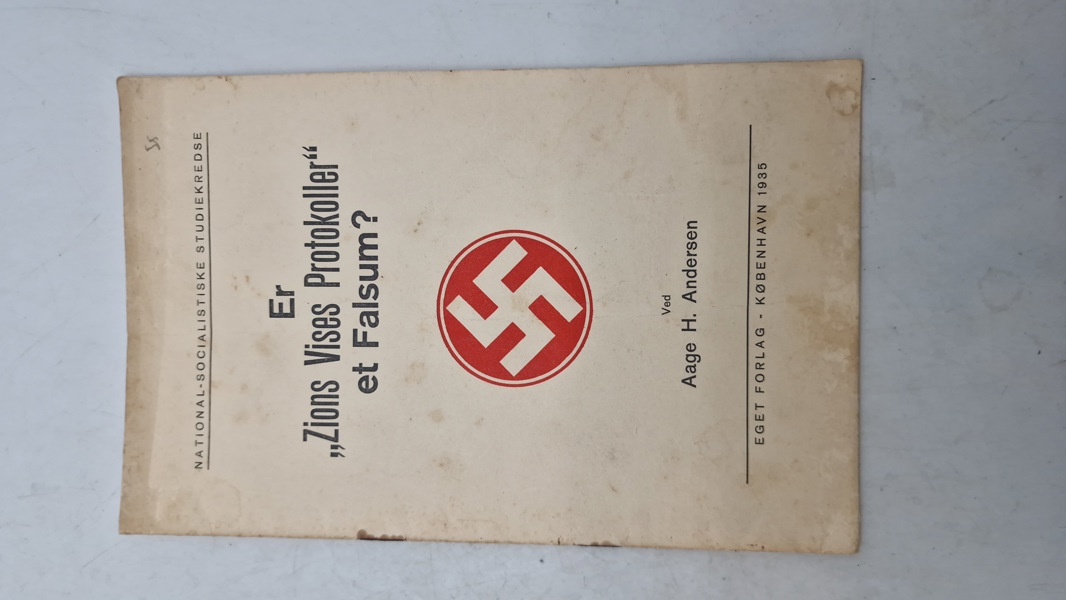 NATIONAL-SOCIALISTISKE STUDIEKREDSE
Er
„Zions Vises Protokoller“
et Falsum?
Ved
Aage H. Andersen
EGET FORLAG - KØBENHAVN 1935